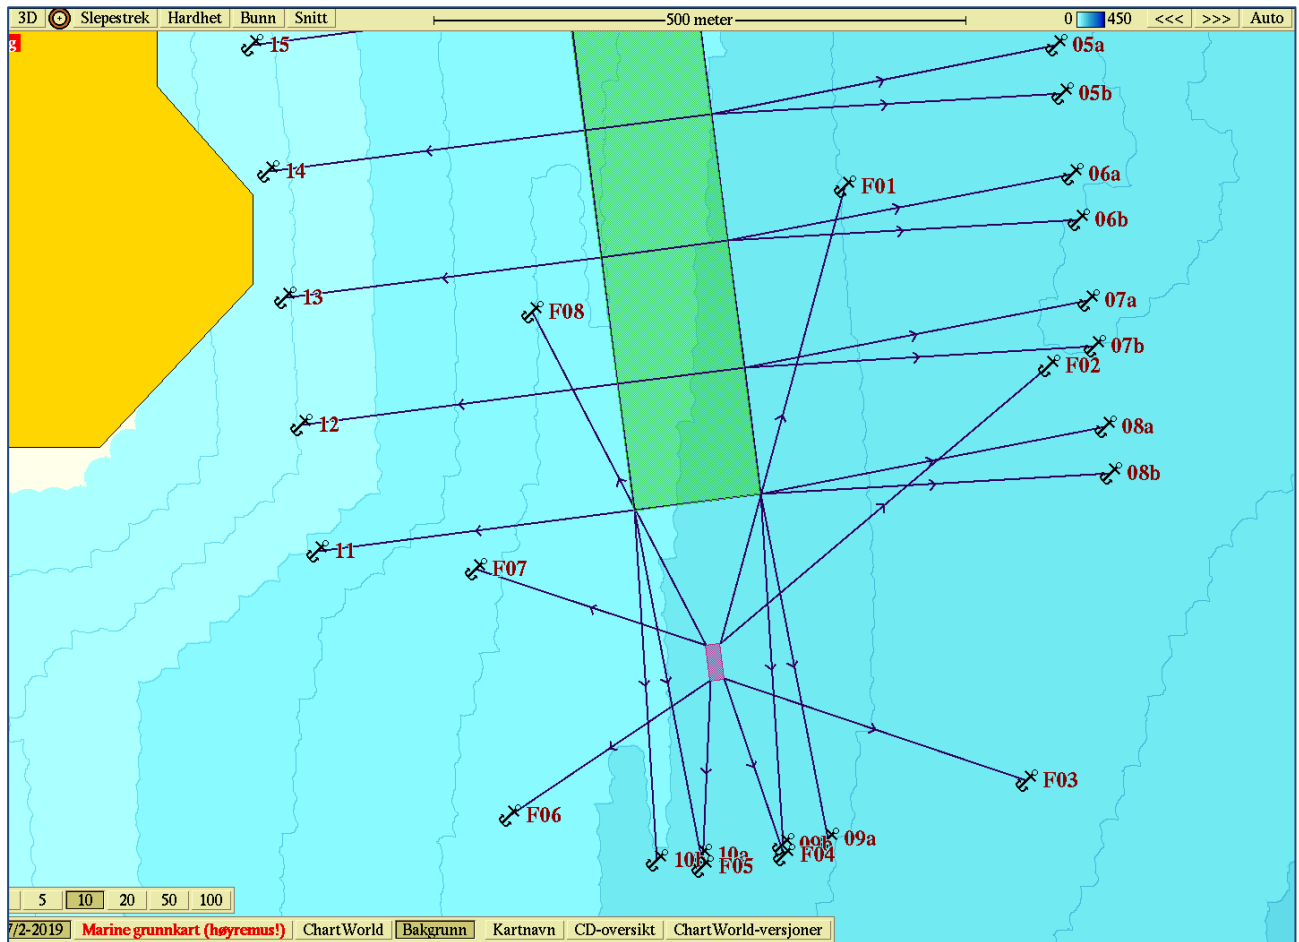 3D Slepestrek Hardhet Bunn Snitt 500 meter 0 450 <<< >>> Auto
g
15
05a
05b
14
06a
F01
06b
13
07a
F08
07b
F02
12
08a
08b
11
F07
F03
F06
09a
09b
10a
F04
10b
F05
5 10 20 50 100
7/2-2019 Marine grunnkart (høyremus!) ChartWorld Bakgrunn Kartnavn CD-oversikt ChartWorld-versjoner